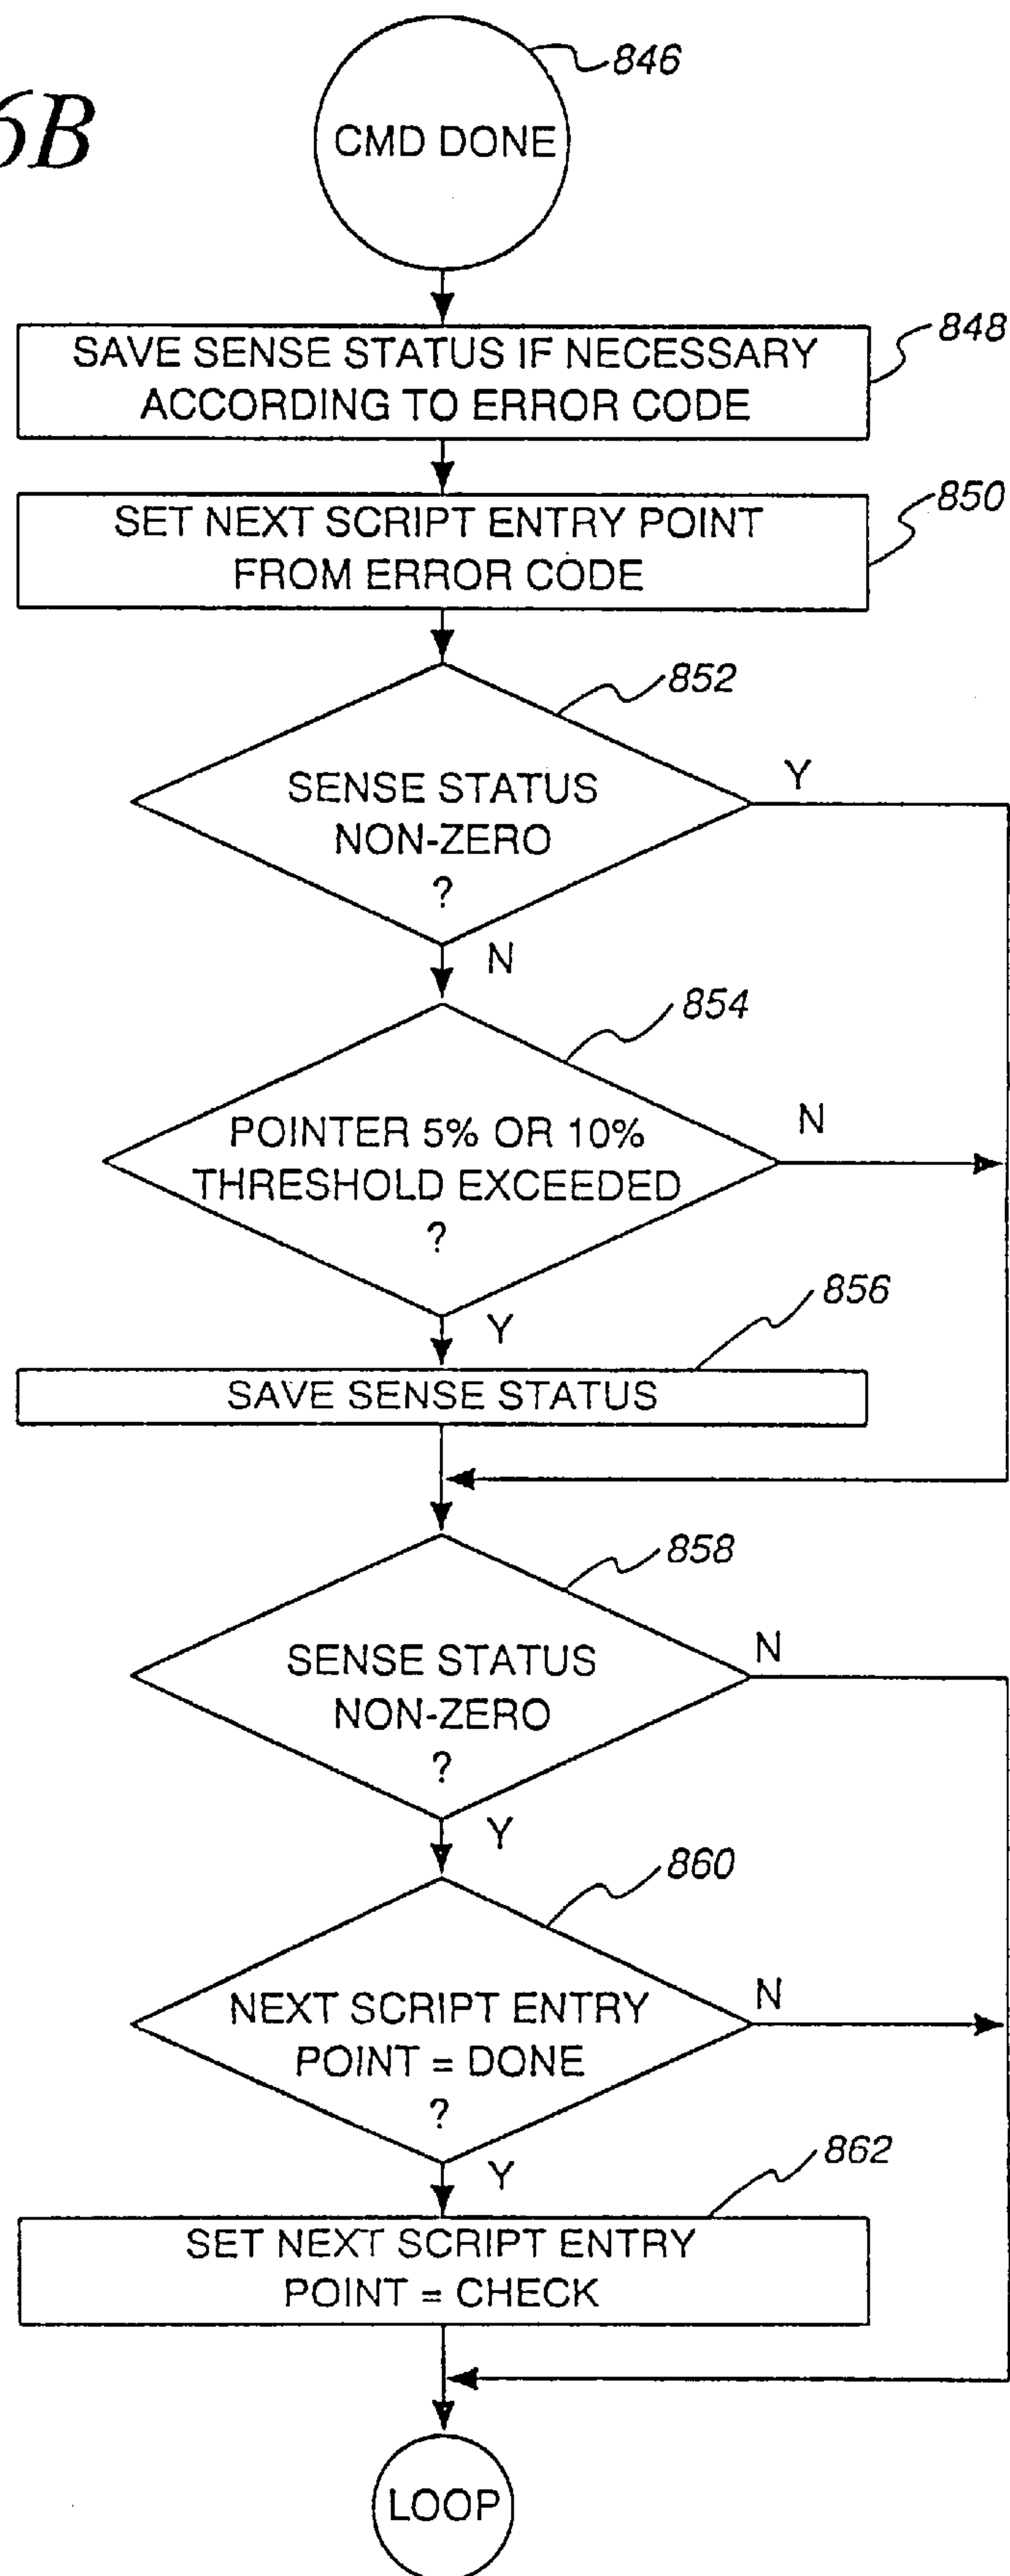 6B
846
CMD DONE
848
SAVE SENSE STATUS IF NECESSARY
ACCORDING TO ERROR CODE
850
SET NEXT SCRIPT ENTRY POINT
FROM ERROR CODE
852
SENSE STATUS
NON-ZERO
?
Y
N
854
POINTER 5% OR 10%
THRESHOLD EXCEEDED
?
N
Y
856
SAVE SENSE STATUS
858
SENSE STATUS
NON-ZERO
?
N
Y
860
NEXT SCRIPT ENTRY
POINT = DONE
?
N
Y
862
SET NEXT SCRIPT ENTRY
POINT = CHECK
LOOP